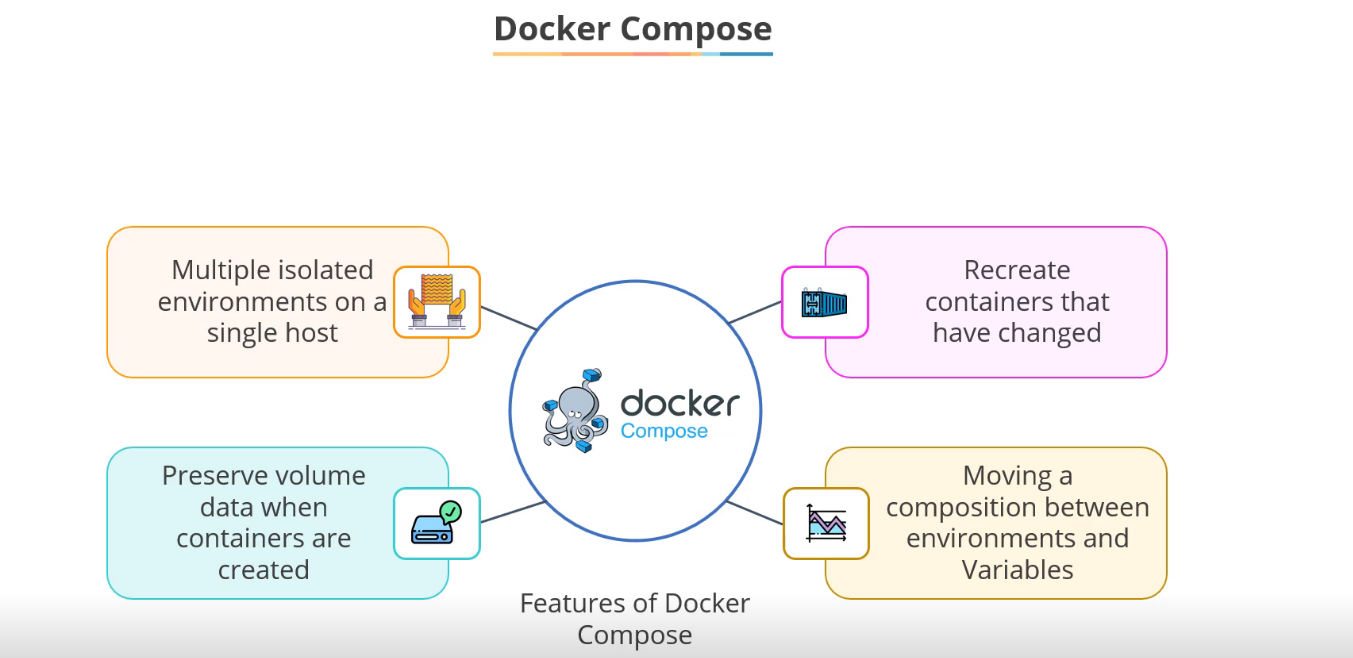 Docker Compose
Multiple isolated
environments on a
single host
Recreate
containers that
have changed
docker
Compose
Preserve volume
data when
containers are
created
Moving a
composition between
environments and
Variables
Features of Docker
Compose